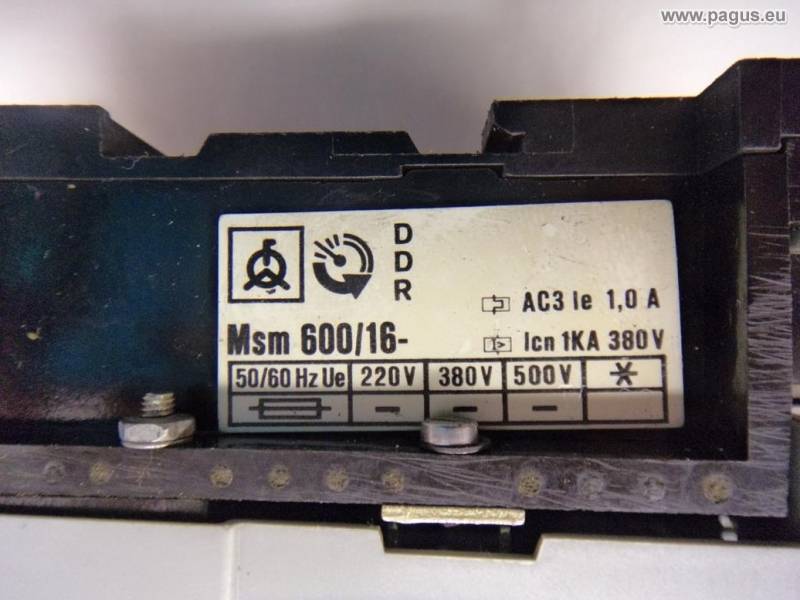 www.pagus.eu
D
D
R
AC3 Ie 1,0 A
Msm 600/16-
Icn 1KA 380V
50/60 Hz Ue 220V 380V 500V
- - -